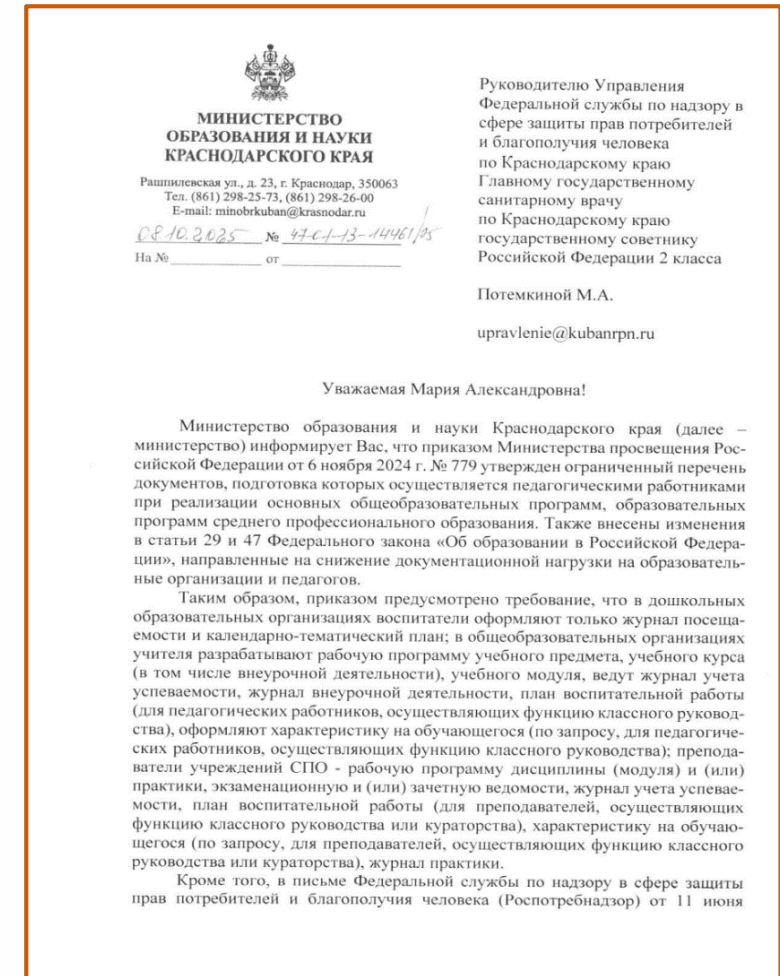 МИНИСТЕРСТВО
ОБРАЗОВАНИЯ И НАУКИ
КРАСНОДАРСКОГО КРАЯ
Рашпилевская ул., д. 23, г. Краснодар, 350063
Тел. (861) 298-25-73, (861) 298-26-00
E-mail: minobrkuban@krasnodar.ru
08.10.2025 № 47-01-13-14461/25
На № от
Руководителю Управления
Федеральной службы по надзору в
сфере защиты прав потребителей
и благополучия человека
по Краснодарскому краю
Главному государственному
санитарному врачу
по Краснодарскому краю
государственному советнику
Российской Федерации 2 класса
Потемкиной М.А.
upravlenie@kubanrpn.ru
Уважаемая Мария Александровна!
Министерство образования и науки Краснодарского края (далее –
министерство) информирует Вас, что приказом Министерства просвещения Рос-
сийской Федерации от 6 ноября 2024 г. № 779 утвержден ограниченный перечень
документов, подготовка которых осуществляется педагогическими работниками
при реализации основных общеобразовательных программ, образовательных
программ среднего профессионального образования. Также внесены изменения
в статьи 29 и 47 Федерального закона «Об образовании в Российской Федера-
ции», направленные на снижение документационной нагрузки на образователь-
ные организации и педагогов.
Таким образом, приказом предусмотрено требование, что в дошкольных
образовательных организациях воспитатели оформляют только журнал посеща-
емости и календарно-тематический план; в общеобразовательных организациях
учителя разрабатывают рабочую программу учебного предмета, учебного курса
(в том числе внеурочной деятельности), учебного модуля, ведут журнал учета
успеваемости, журнал внеурочной деятельности, план воспитательной работы
(для педагогических работников, осуществляющих функцию классного руковод-
ства), оформляют характеристику на обучающегося (по запросу, для педагогиче-
ских работников, осуществляющих функцию классного руководства); препода-
ватели учреждений СПО - рабочую программу дисциплины (модуля) и (или)
практики, экзаменационную и (или) зачетную ведомости, журнал учета успевае-
мости, план воспитательной работы (для преподавателей, осуществляющих
функцию классного руководства или кураторства), характеристику на обучаю-
щегося (по запросу, для преподавателей, осуществляющих функцию классного
руководства или кураторства), журнал практики.
Кроме того, в письме Федеральной службы по надзору в сфере защиты
прав потребителей и благополучия человека (Роспотребнадзор) от 11 июня